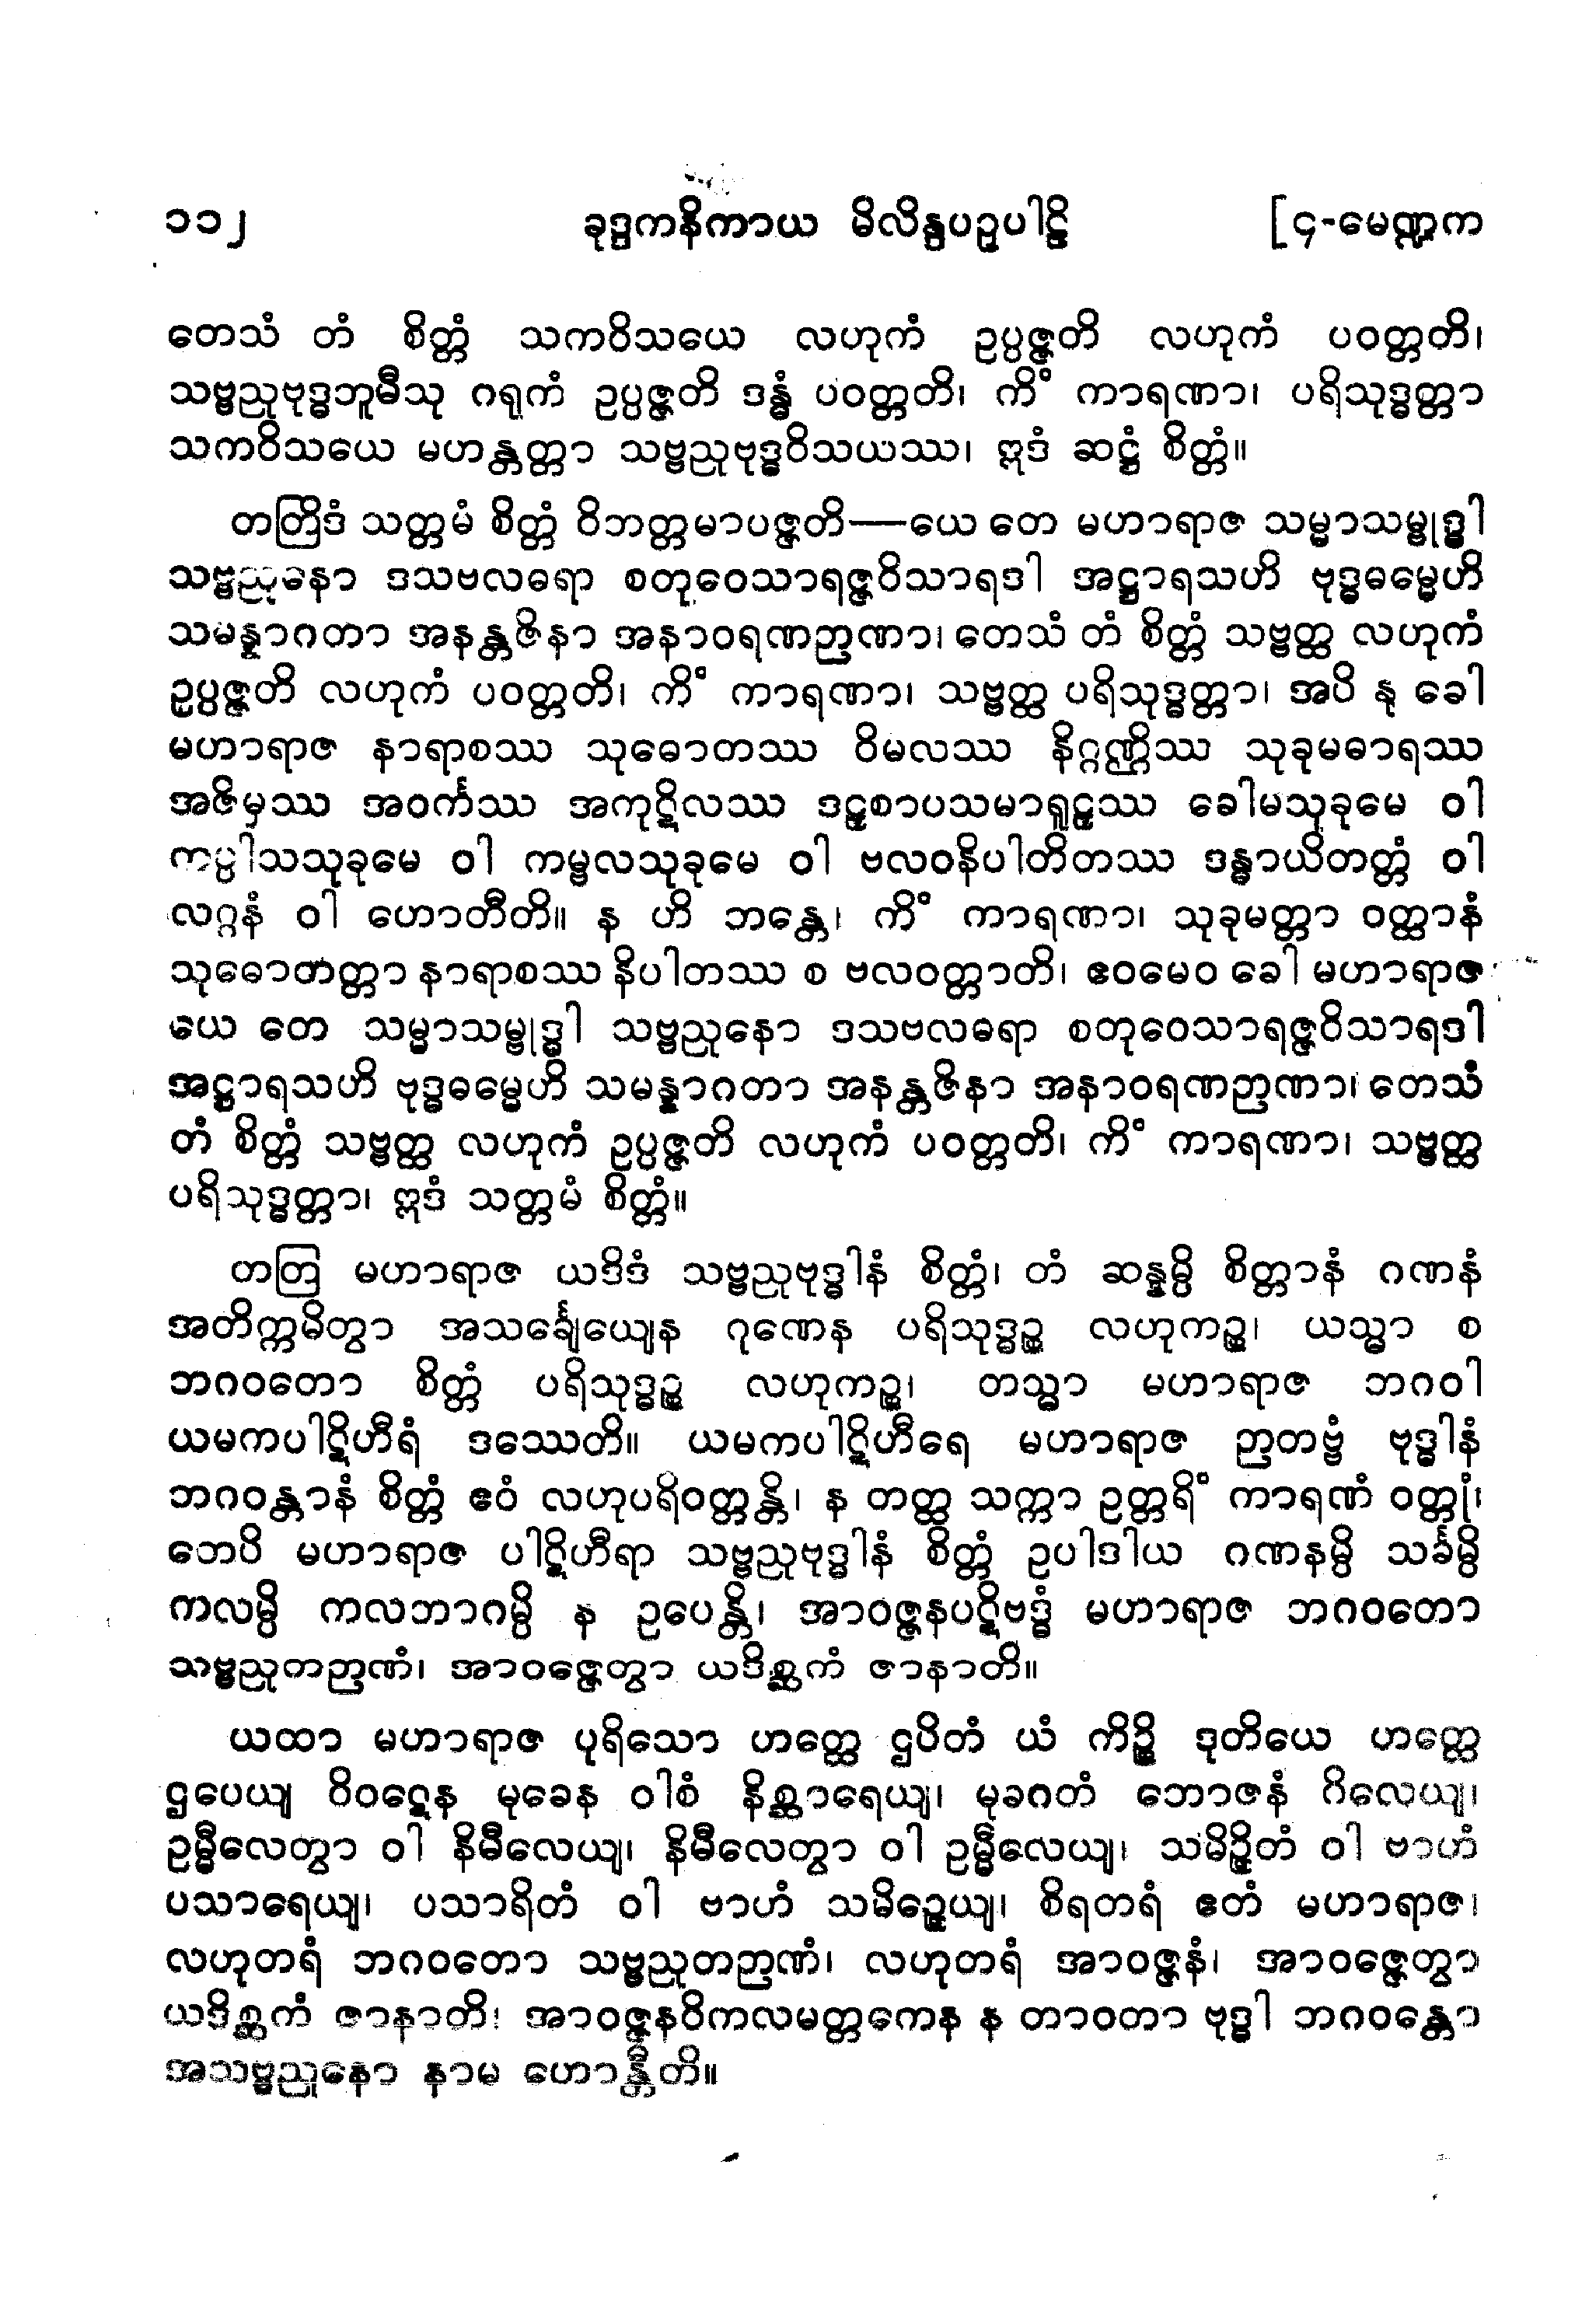 ၁၁၂ ခုဒ္ဒကနိကာယ မိလိန္ဒပဉှပါဠိ [၄-မေဏ္ဍက
တေသံ တံ စိတ္တံ သကဝိသယေ လဟုကံ ဥပ္ပဇ္ဇတိ လဟုကံ ပဝတ္တတိ၊
သဗ္ဗညုဗုဒ္ဓဘူမီသု ဂရုကံ ဥပ္ပဇ္ဇတိ ဒန္ဓံ ပဝတ္တတိ၊ ကိံ ကာရဏာ၊ ပရိသုဒ္ဓတ္တာ
သကဝိသယေ မဟန္တတ္တာ သဗ္ဗညုဗုဒ္ဓဝိသယဿ၊ ဣဒံ ဆဋ္ဌံ စိတ္တံ။
တတြိဒံ သတ္တမံ စိတ္တံ ဝိဘတ္တမာပဇ္ဇတိ—ယေ တေ မဟာရာဇ သမ္မာသမ္ဗုဒ္ဓါ
သဗ္ဗညုနော ဒသဗလဓရာ စတုဝေသာရဇ္ဇဝိသာရဒါ အဋ္ဌာရသဟိ ဗုဒ္ဓဓမ္မေဟိ
သမန္နာဂတာ အနန္တဇိနာ အနာဝရဏဉာဏာ၊ တေသံ တံ စိတ္တံ သဗ္ဗတ္ထ လဟုကံ
ဥပ္ပဇ္ဇတိ လဟုကံ ပဝတ္တတိ၊ ကိံ ကာရဏာ၊ သဗ္ဗတ္ထ ပရိသုဒ္ဓတ္တာ၊ အပိ နု ခေါ
မဟာရာဇ နာရာစဿ သုဓောတဿ ဝိမလဿ နိဂ္ဂဏ္ဌိဿ သုခုမဓာရဿ
အဇိမှဿ အဝင်္ကဿ အကုဋိလဿ ဒဠှစာပသမာရူဠှဿ ခေါမသုခုမေ ဝါ
ကပ္ပါသသုခုမေ ဝါ ကမ္ဗလသုခုမေ ဝါ ဗလဝနိပါတိတဿ ဒန္ဓာယိတတ္တံ ဝါ
လဂ္ဂနံ ဝါ ဟောတီတိ။ န ဟိ ဘန္တေ၊ ကိံ ကာရဏာ၊ သုခုမတ္တာ ဝတ္ထာနံ
သုဓောတတ္တာ နာရာစဿ နိပါတဿ စ ဗလဝတ္တာတိ၊ ဧဝမေဝ ခေါ မဟာရာဇ
ယေ တေ သမ္မာသမ္ဗုဒ္ဓါ သဗ္ဗညုနော ဒသဗလဓရာ စတုဝေသာရဇ္ဇဝိသာရဒါ
အဋ္ဌာရသဟိ ဗုဒ္ဓဓမ္မေဟိ သမန္နာဂတာ အနန္တဇိနာ အနာဝရဏဉာဏာ၊ တေသံ
တံ စိတ္တံ သဗ္ဗတ္ထ လဟုကံ ဥပ္ပဇ္ဇတိ လဟုကံ ပဝတ္တတိ၊ ကိံ ကာရဏာ၊ သဗ္ဗတ္ထ
ပရိသုဒ္ဓတ္တာ၊ ဣဒံ သတ္တမံ စိတ္တံ။
တတြ မဟာရာဇ ယဒိဒံ သဗ္ဗညုဗုဒ္ဓါနံ စိတ္တံ၊ တံ ဆန္နမ္ပိ စိတ္တာနံ ဂဏနံ
အတိက္ကမိတွာ အသင်္ချေယျေန ဂုဏေန ပရိသုဒ္ဓဉ္စ လဟုကဉ္စ၊ ယသ္မာ စ
ဘဂဝတော စိတ္တံ ပရိသုဒ္ဓဉ္စ လဟုကဉ္စ၊ တသ္မာ မဟာရာဇ ဘဂဝါ
ယမကပါဋိဟီရံ ဒဿေတိ။ ယမကပါဋိဟီရေ မဟာရာဇ ဉာတဗ္ဗံ ဗုဒ္ဓါနံ
ဘဂဝန္တာနံ စိတ္တံ ဧဝံ လဟုပရိဝတ္တန္တိ၊ န တတ္ထ သက္ကာ ဥတ္တရိံ ကာရဏံ ဝတ္တုံ၊
တေပိ မဟာရာဇ ပါဋိဟီရာ သဗ္ဗညုဗုဒ္ဓါနံ စိတ္တံ ဥပါဒါယ ဂဏနမ္ပိ သင်္ခမ္ပိ
ကလမ္ပိ ကလဘာဂမ္ပိ န ဥပေန္တိ၊ အာဝဇ္ဇနပဋိဗဒ္ဓံ မဟာရာဇ ဘဂဝတော
သဗ္ဗညုတဉာဏံ၊ အာဝဇ္ဇေတွာ ယဒိစ္ဆကံ ဇာနာတိ။
ယထာ မဟာရာဇ ပုရိသော ဟတ္ထေ ဌပိတံ ယံ ကိဉ္စိ ဒုတိယေ ဟတ္ထေ
ဌပေယျ ဝိဝဋေန မုခေန ဝါစံ နိစ္ဆာရေယျ၊ မုခဂတံ ဘောဇနံ ဂိလေယျ၊
ဥမ္မီလေတွာ ဝါ နိမီလေယျ၊ နိမီလေတွာ ဝါ ဥမ္မီလေယျ၊ သမိဉ္ဇိတံ ဝါ ဗာဟံ
ပသာရေယျ၊ ပသာရိတံ ဝါ ဗာဟံ သမိဉ္ဇေယျ၊ စိရတရံ ဧတံ မဟာရာဇ၊
လဟုတရံ ဘဂဝတော သဗ္ဗညုတဉာဏံ၊ လဟုတရံ အာဝဇ္ဇနံ၊ အာဝဇ္ဇေတွာ
ယဒိစ္ဆကံ ဇာနာတိ၊ အာဝဇ္ဇနဝိကလမတ္တကေန န တာဝတာ ဗုဒ္ဓါ ဘဂဝန္တော
အသဗ္ဗညုနော နာမ ဟောန္တီတိ။